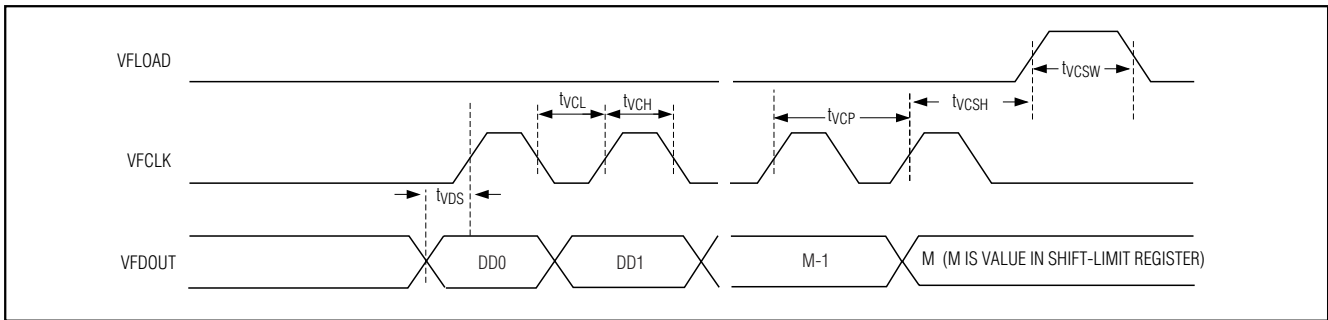 VFLOAD
tVCSW
tVCL
tVCH
tVCP
tVCSH
VFCLK
tVDS
VFDOUT
DD0
DD1
M-1
M (M IS VALUE IN SHIFT-LIMIT REGISTER)